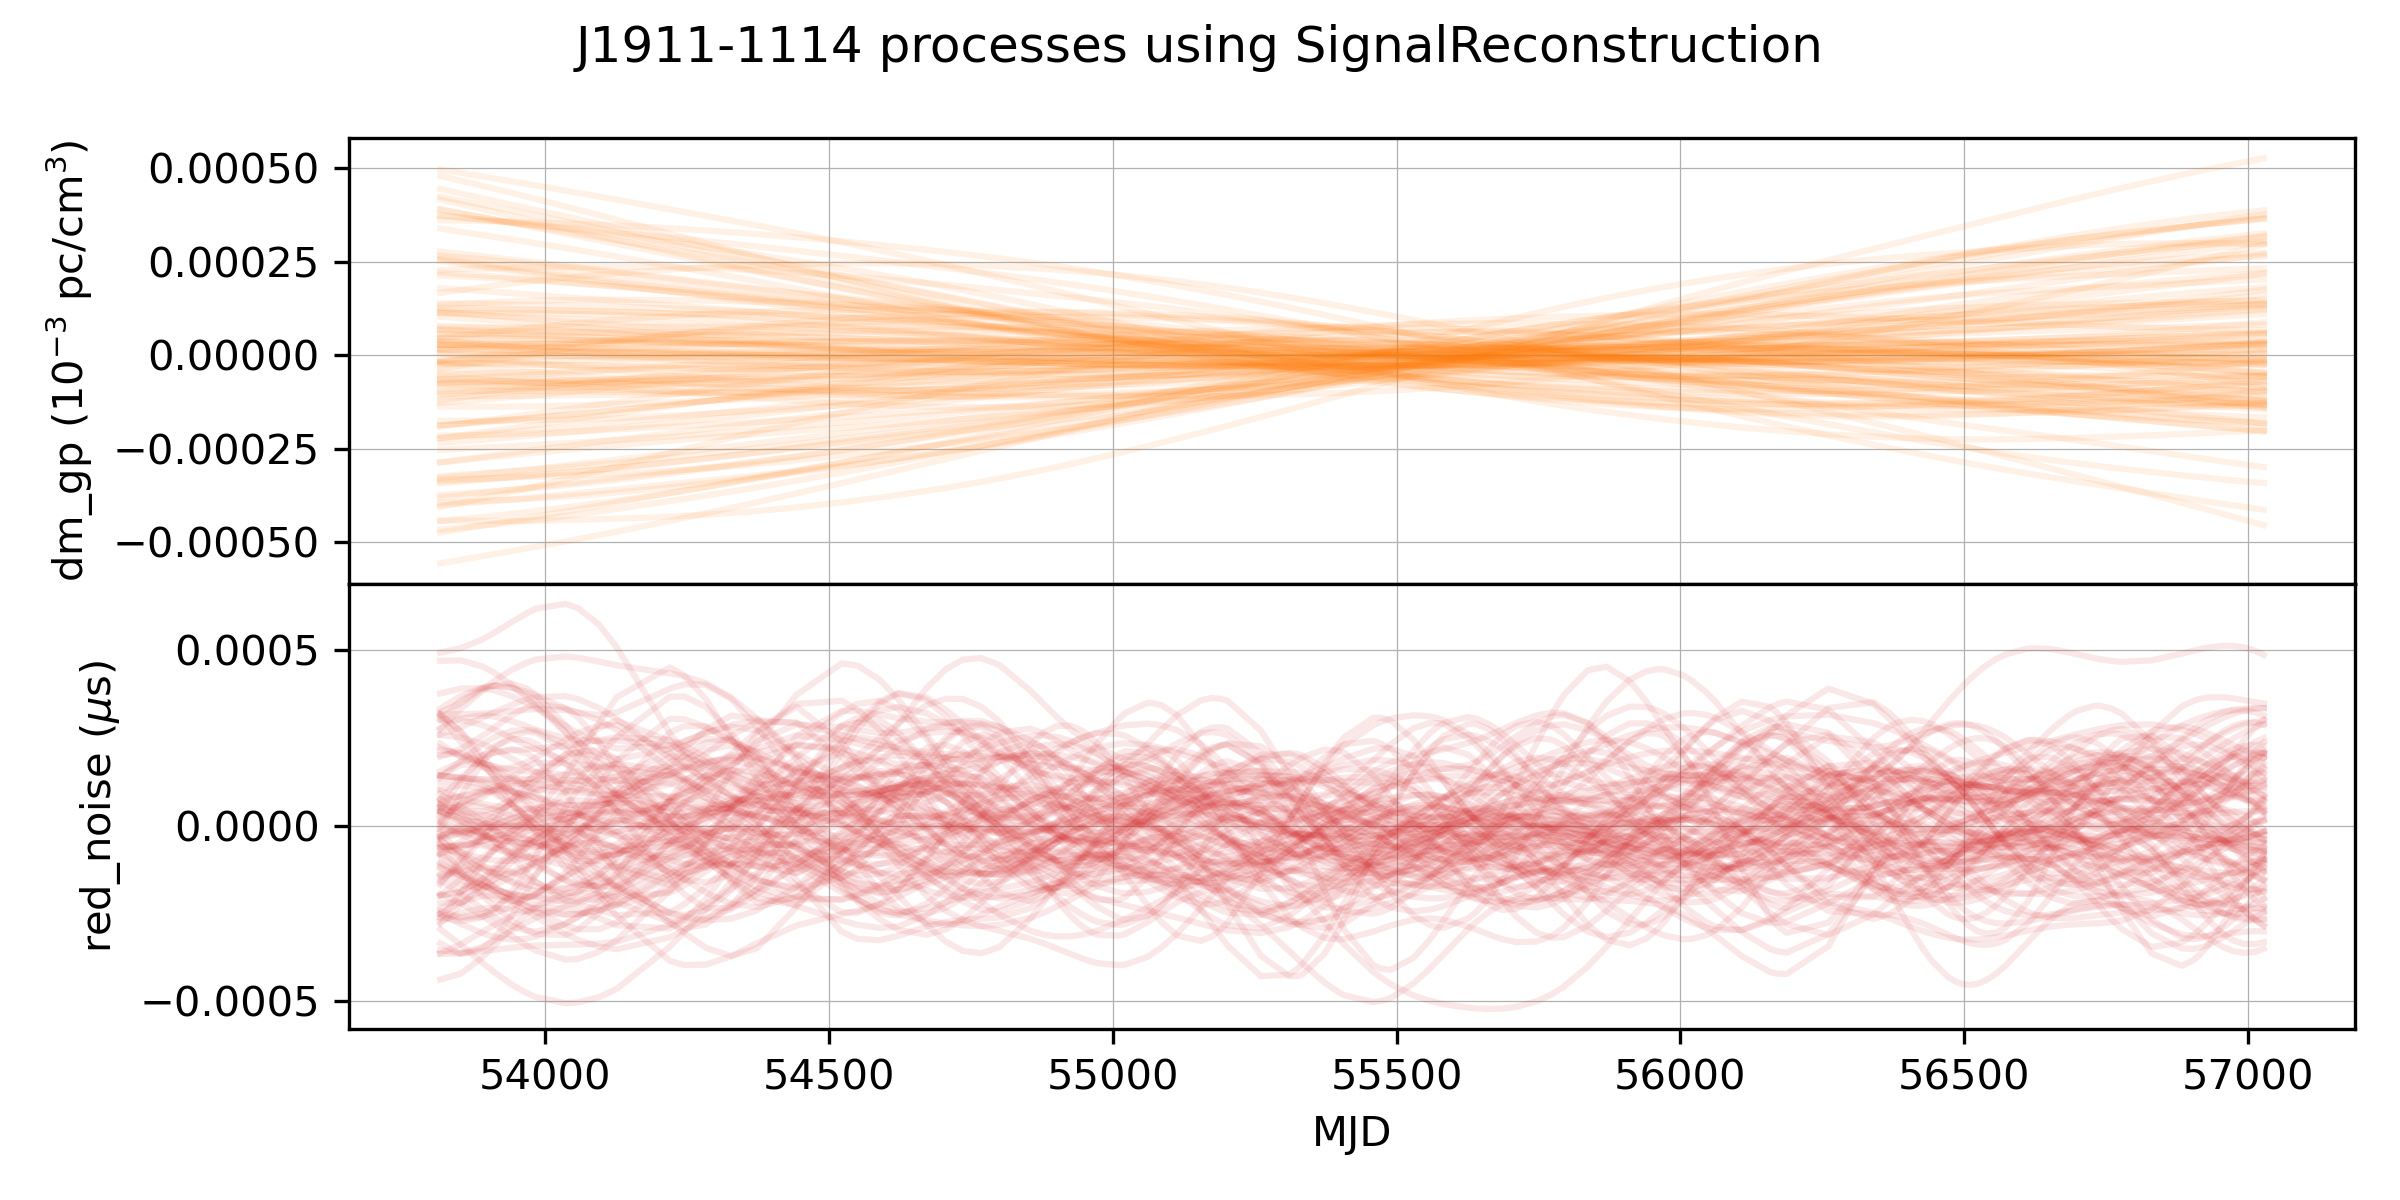 J1911-1114 processes using SignalReconstruction
dm_gp (10⁻³ pc/cm³)
0.00050
0.00025
0.00000
−0.00025
−0.00050
red_noise (μs)
0.0005
0.0000
−0.0005
54000 54500 55000 55500 56000 56500 57000
MJD